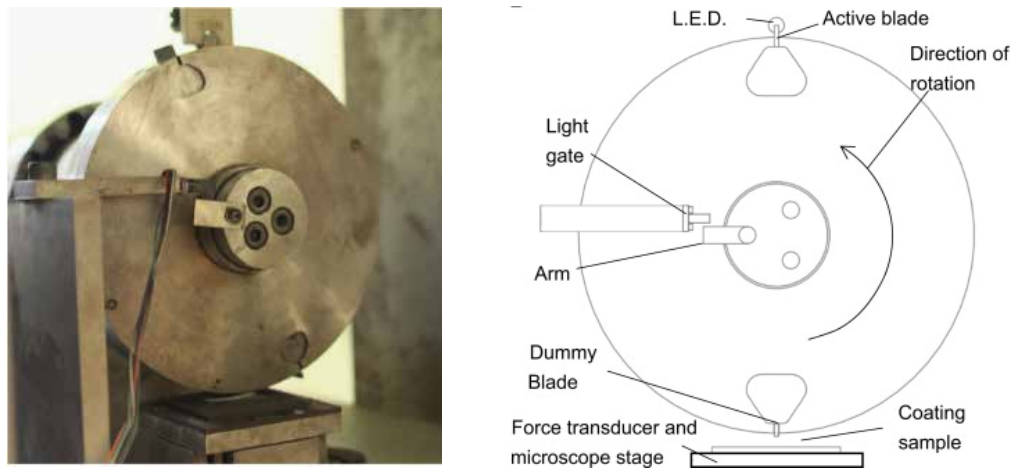 L.E.D.
Active blade
Direction of
rotation
Light
gate
Arm
Dummy
Blade
Coating
sample
Force transducer and
microscope stage